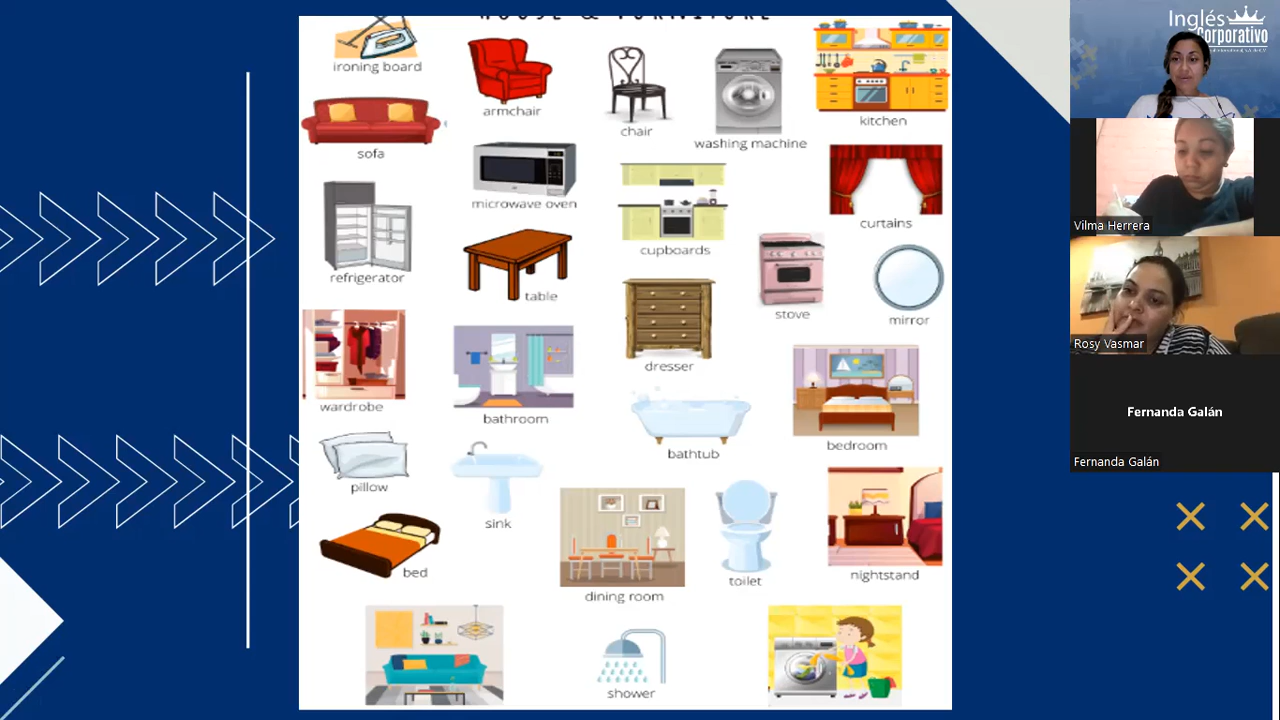 HOUSE & FURNITURE
ironing board
armchair
chair
washing machine
kitchen
sofa
microwave oven
cupboards
curtains
refrigerator
table
dresser
stove
mirror
wardrobe
bathroom
bathtub
bedroom
pillow
sink
dining room
toilet
nightstand
bed
shower
Inglés
Corporativo
Vilma Herrera
Rosy Vasmar
Fernanda Galán
Fernanda Galán